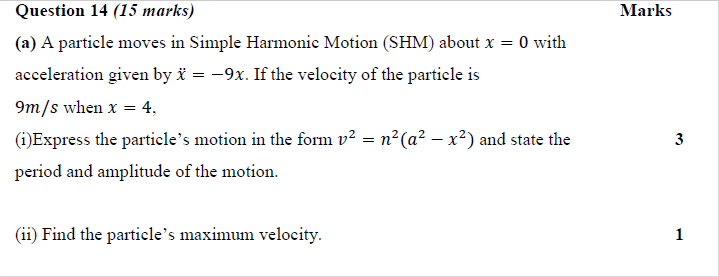 Question 14 (15 marks) Marks
(a) A particle moves in Simple Harmonic Motion (SHM) about x = 0 with
acceleration given by ẍ = −9x. If the velocity of the particle is
9m/s when x = 4,
(i)Express the particle's motion in the form v² = n²(a² − x²) and state the 3
period and amplitude of the motion.
(ii) Find the particle's maximum velocity. 1